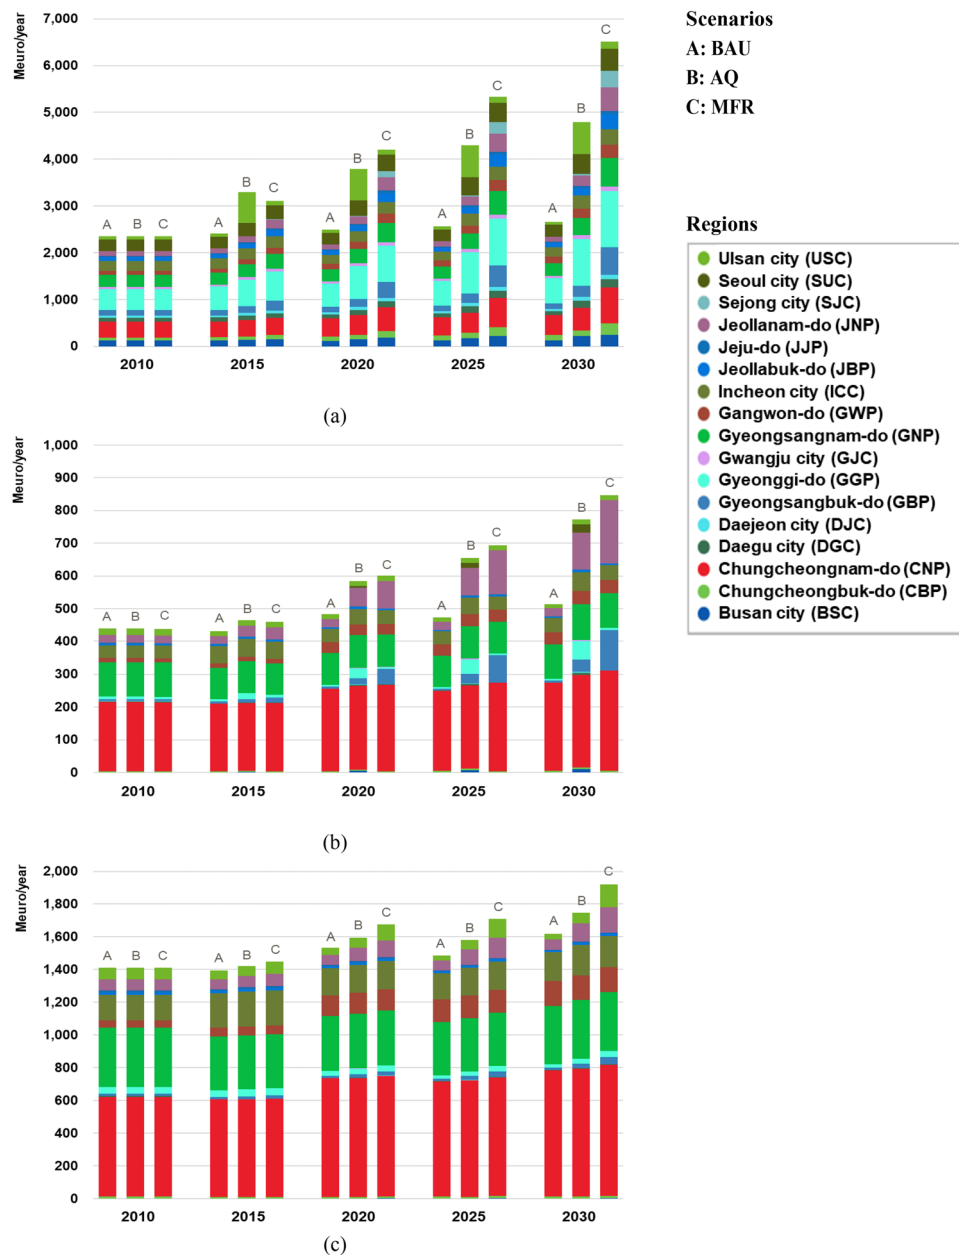 Scenarios
A: BAU
B: AQ
C: MFR
Regions
Ulsan city (USC)
Seoul city (SUC)
Sejong city (SJC)
Jeollanam-do (JNP)
Jeju-do (JJP)
Jeollabuk-do (JBP)
Incheon city (ICC)
Gangwon-do (GWP)
Gyeongsangnam-do (GNP)
Gwangju city (GJC)
Gyeonggi-do (GGP)
Gyeongsangbuk-do (GBP)
Daejeon city (DJC)
Daegu city (DGC)
Chungcheongnam-do (CNP)
Chungcheongbuk-do (CBP)
Busan city (BSC)
Meuro/year
7,000
6,000
5,000
4,000
3,000
2,000
1,000
0
A B C A B C A B C A B C A B C
2010 2015 2020 2025 2030
(a)
Meuro/year
1,000
900
800
700
600
500
400
300
200
100
0
A B C A B C A B C A B C A B C
2010 2015 2020 2025 2030
(b)
Meuro/year
2,000
1,800
1,600
1,400
1,200
1,000
800
600
400
200
0
A B C A B C A B C A B C A B C
2010 2015 2020 2025 2030
(c)